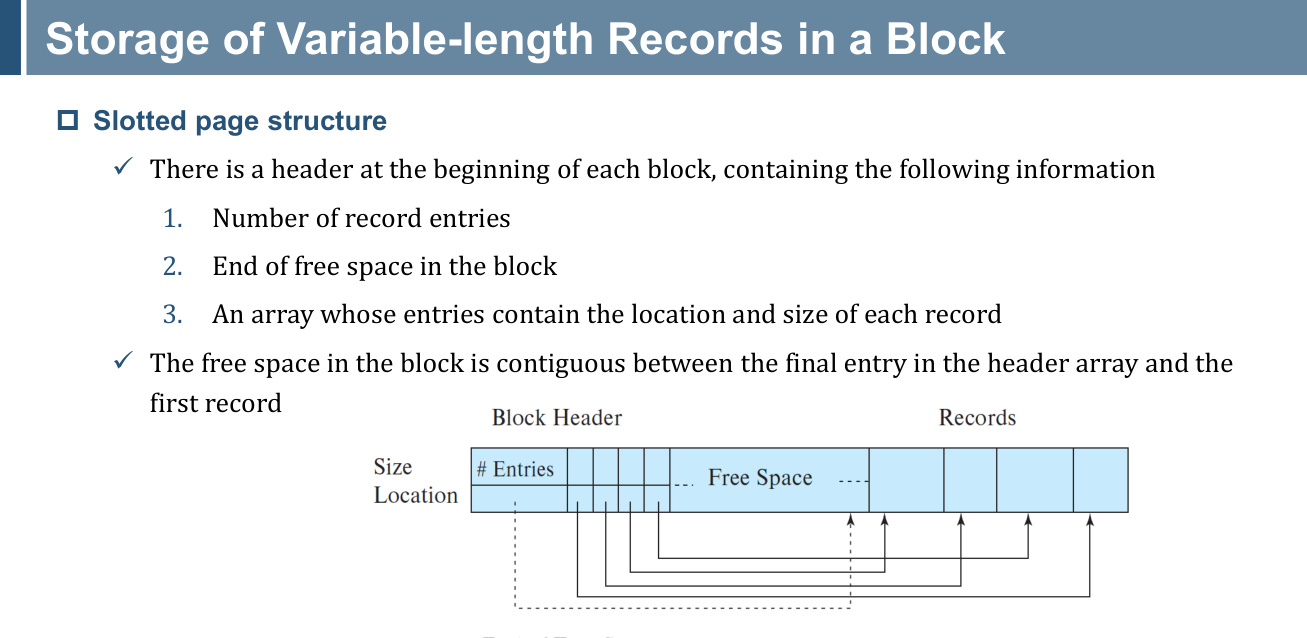 Storage of Variable-length Records in a Block
Slotted page structure
There is a header at the beginning of each block, containing the following information
1. Number of record entries
2. End of free space in the block
3. An array whose entries contain the location and size of each record
The free space in the block is contiguous between the final entry in the header array and the
first record
Block Header
Records
Size
# Entries
Free Space
Location